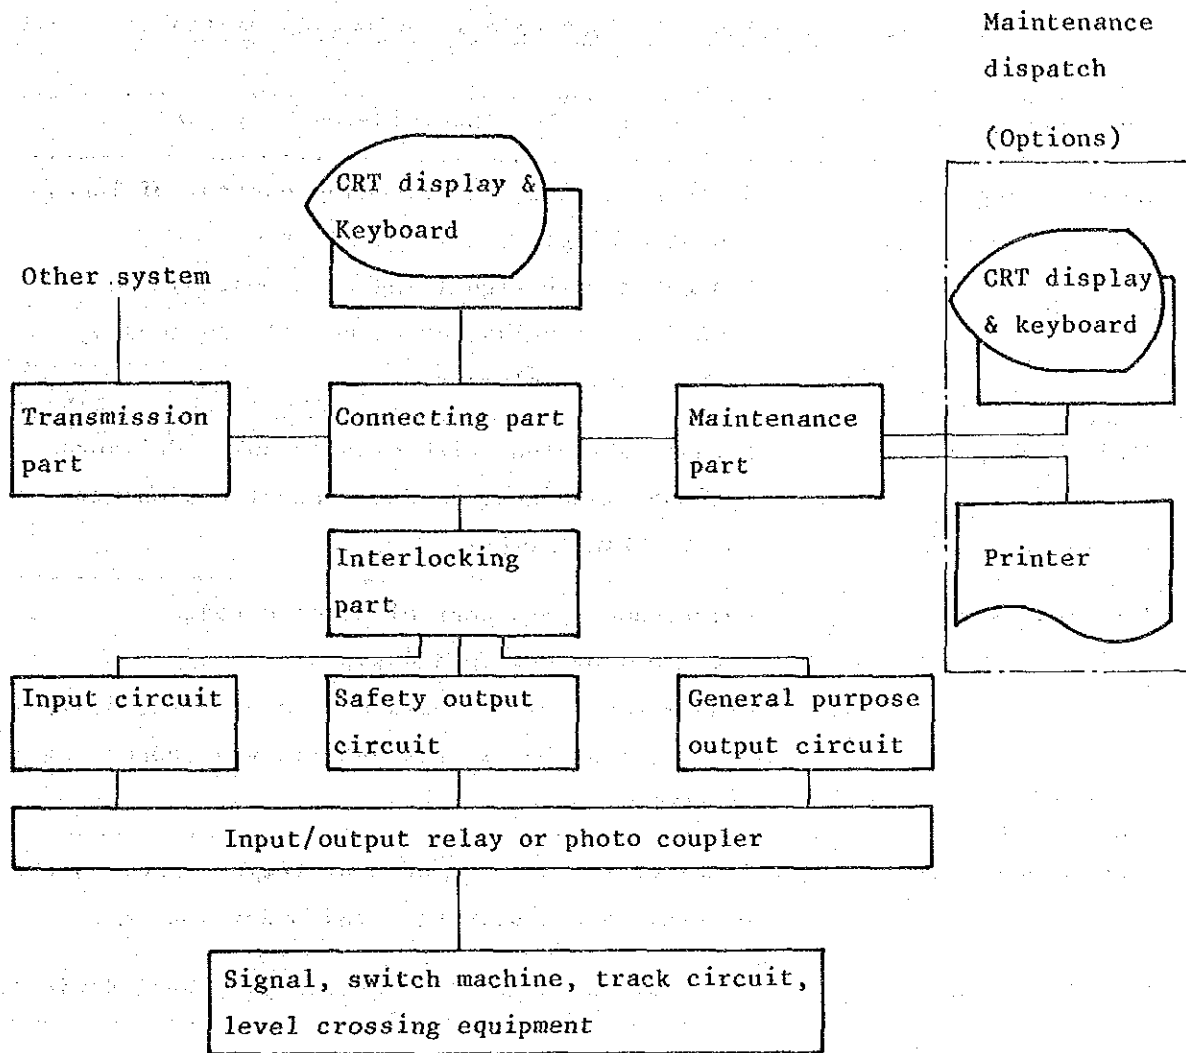 Maintenance
dispatch
(Options)
CRT display &
Keyboard
Other system
CRT display
& keyboard
Transmission
part
Connecting part
Maintenance
part
Interlocking
part
Printer
Input circuit
Safety output
circuit
General purpose
output circuit
Input/output relay or photo coupler
Signal, switch machine, track circuit,
level crossing equipment